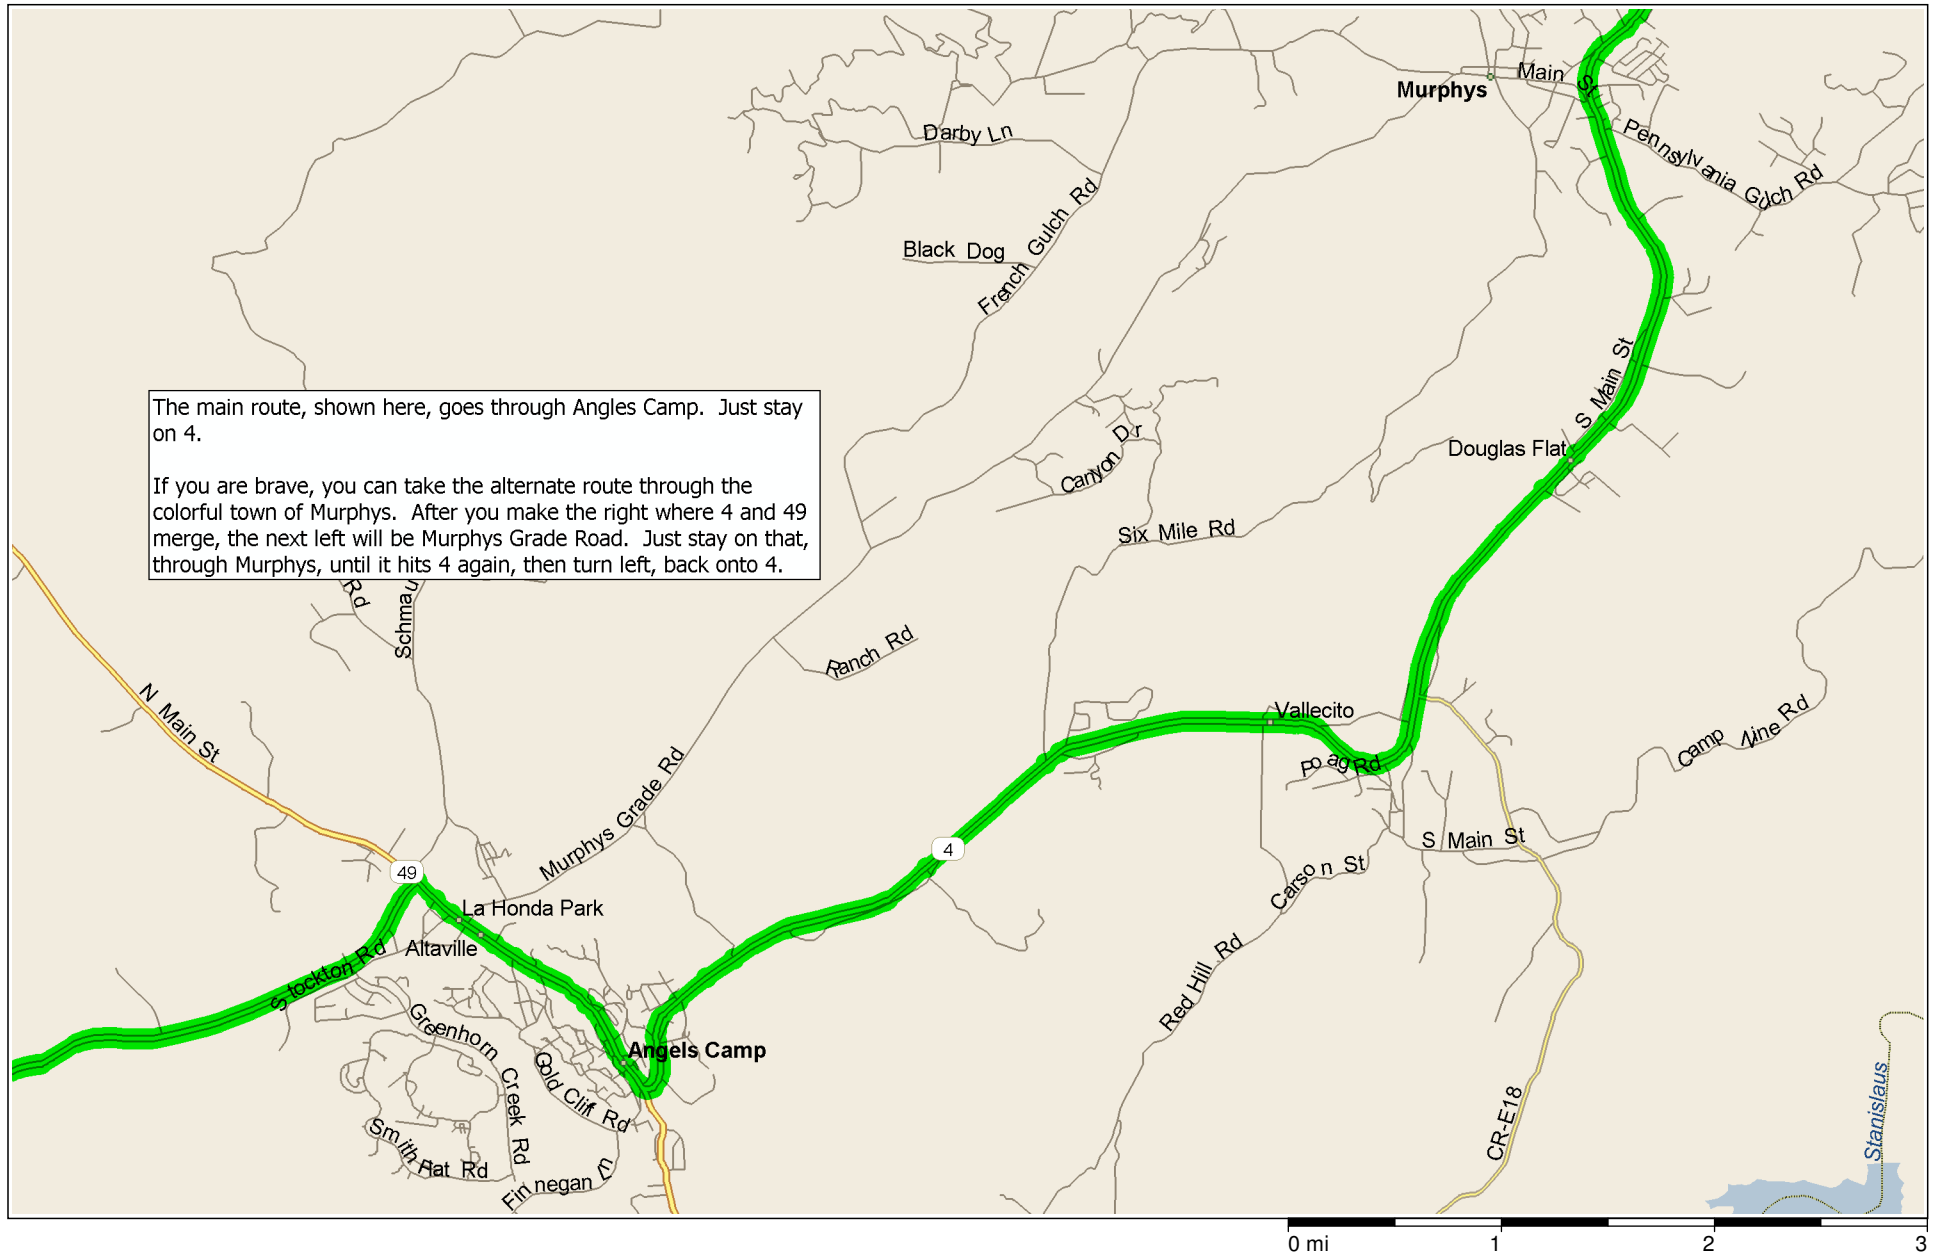 Main St
Murphys
Pennsylvania Gulch Rd
Darby Ln
French Gulch Rd
Black Dog
S Main St
The main route, shown here, goes through Angles Camp. Just stay
on 4.
If you are brave, you can take the alternate route through the
colorful town of Murphys. After you make the right where 4 and 49
merge, the next left will be Murphys Grade Road. Just stay on that,
through Murphys, until it hits 4 again, then turn left, back onto 4.
Douglas Flat
Canyon Dr
Six Mile Rd
Rd
Schmau
Ranch Rd
N Main St
Vallecito
Poag Rd
Camp Nine Rd
Murphys Grade Rd
S Main St
4
49
Carson St
La Honda Park
Altaville
Stockton Rd
Red Hill Rd
Greenhorn Creek Rd
Angels Camp
Gold Cliff Rd
Smith Flat Rd
Finnegan Ln
CR-E18
Stanislaus
0 mi 1 2 3